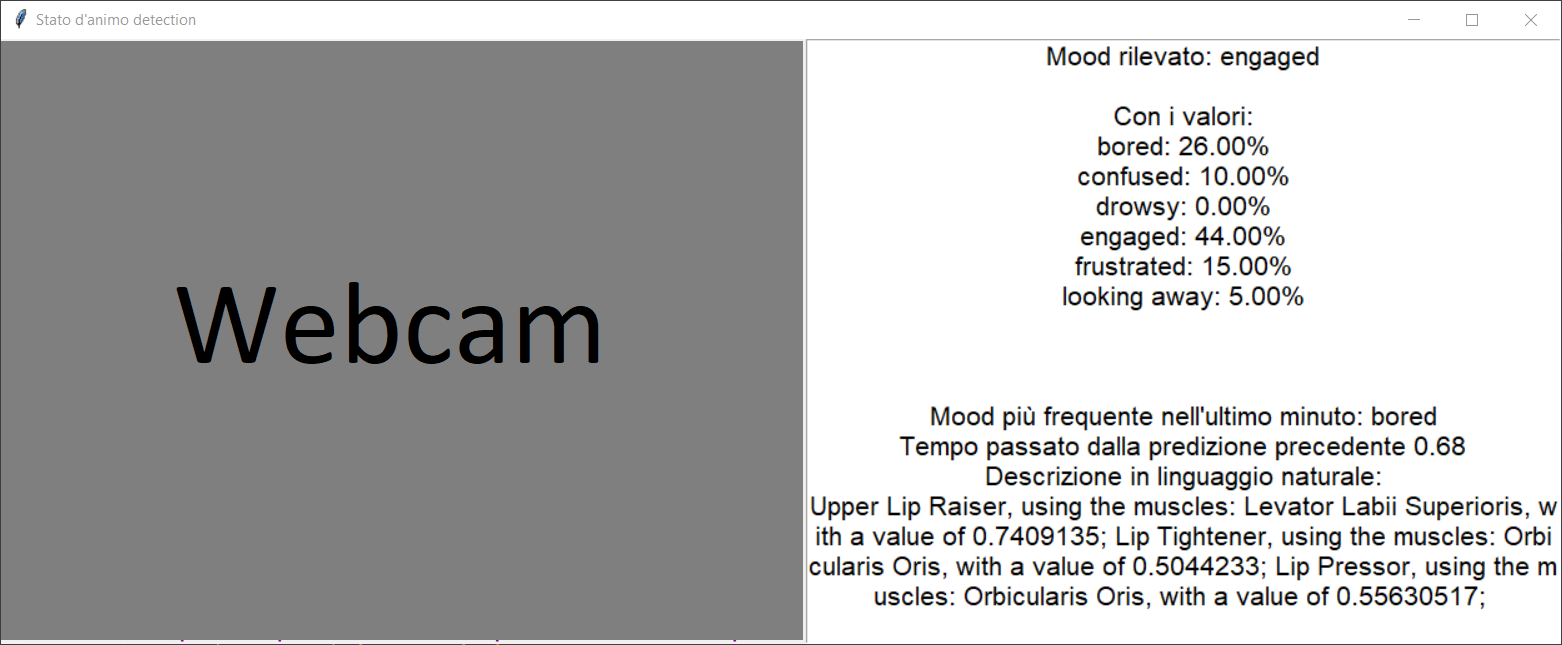 Stato d'animo detection
Webcam
Mood rilevato: engaged
Con i valori:
bored: 26.00%
confused: 10.00%
drowsy: 0.00%
engaged: 44.00%
frustrated: 15.00%
looking away: 5.00%
Mood più frequente nell'ultimo minuto: bored
Tempo passato dalla predizione precedente 0.68
Descrizione in linguaggio naturale:
Upper Lip Raiser, using the muscles: Levator Labii Superioris, w
ith a value of 0.7409135; Lip Tightener, using the muscles: Orbi
cularis Oris, with a value of 0.5044233; Lip Pressor, using the m
uscles: Orbicularis Oris, with a value of 0.55630517;